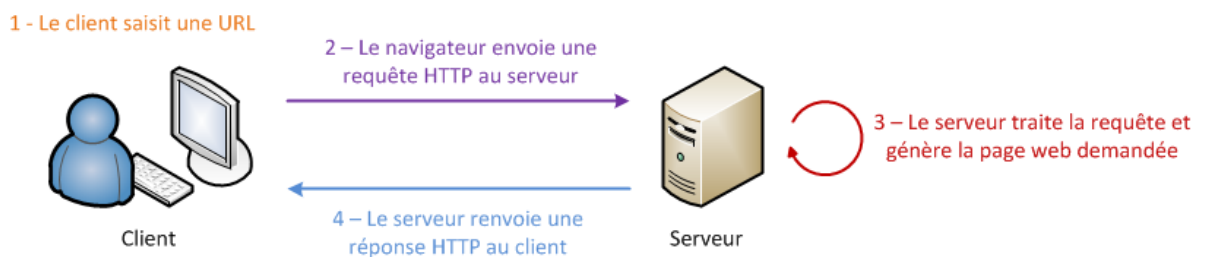 1 - Le client saisit une URL
2 – Le navigateur envoie une
requête HTTP au serveur
3 – Le serveur traite la requête et
génère la page web demandée
4 – Le serveur renvoie une
réponse HTTP au client
Client
Serveur